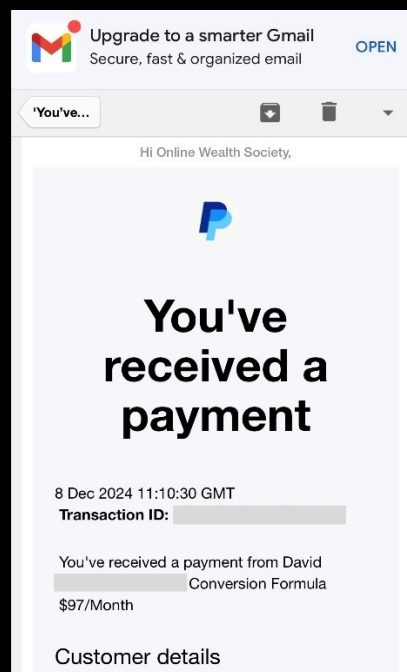 Upgrade to a smarter Gmail
Secure, fast & organized email
OPEN
'You've...
Hi Online Wealth Society,
You've
received a
payment
8 Dec 2024 11:10:30 GMT
Transaction ID:
You've received a payment from David
Conversion Formula
$97/Month
Customer details